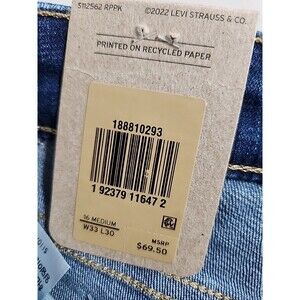 5112562 RPPK
©2022 LEVI STRAUSS & CO.
PRINTED ON RECYCLED PAPER
188810293
1 92379 11647 2
16 MEDIUM
W33 L30
MSRP
$69.50